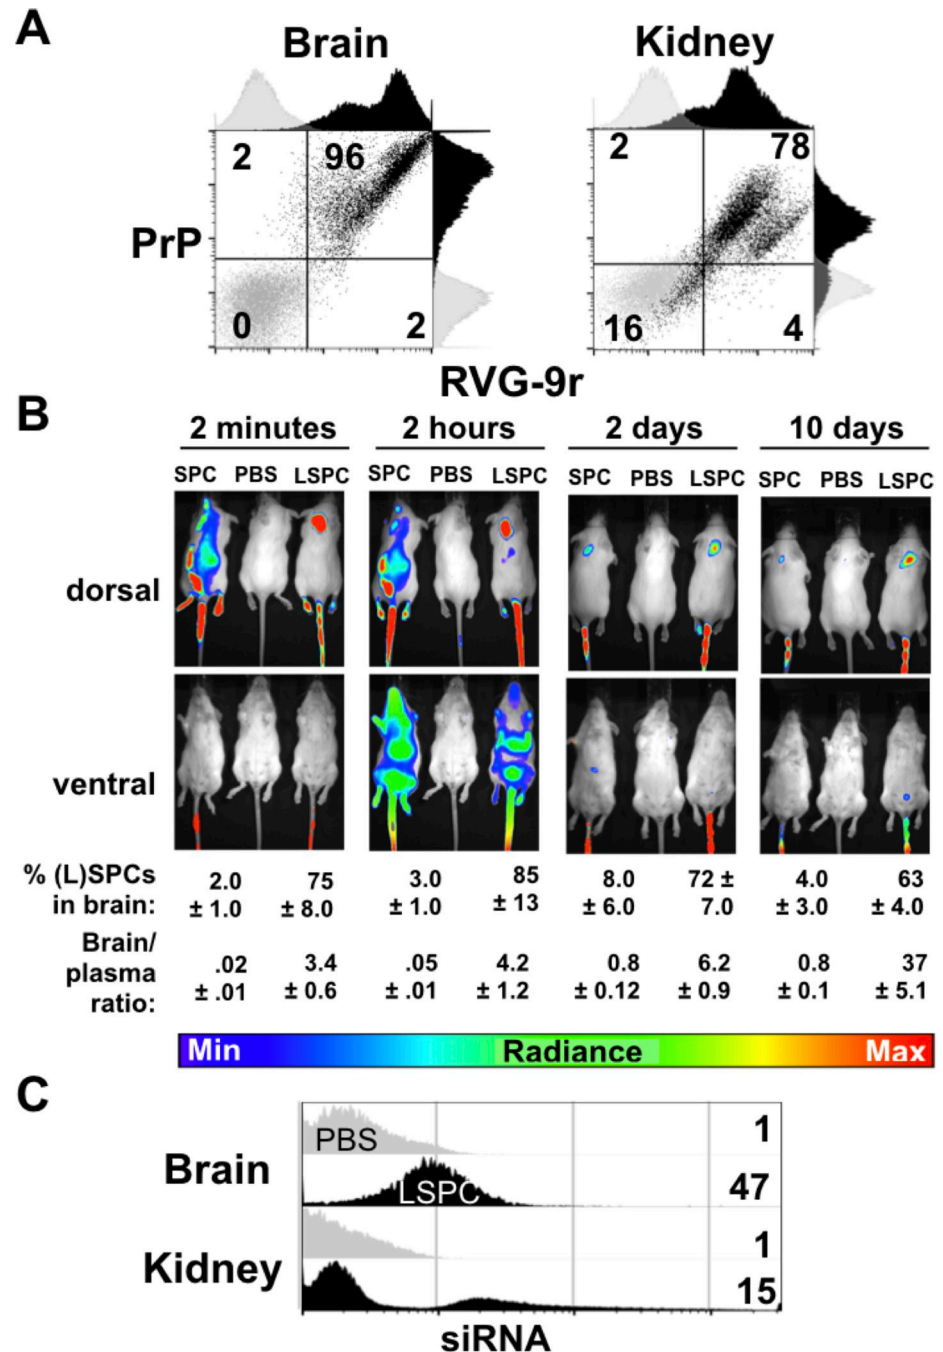 A
Brain
Kidney
2
96
0
2
2
78
16
4
PrP
RVG-9r
B
2 minutes
2 hours
2 days
10 days
SPC PBS LSPC
SPC PBS LSPC
SPC PBS LSPC
SPC PBS LSPC
dorsal
ventral
% (L)SPCs 2.0 75 3.0 85 8.0 72 ± 4.0 63
in brain: ± 1.0 ± 8.0 ± 1.0 ± 13 ± 6.0 7.0 ± 3.0 ± 4.0
Brain/
plasma .02 3.4 .05 4.2 0.8 6.2 0.8 37
ratio: ± .01 ± 0.6 ± .01 ± 1.2 ± 0.12 ± 0.9 ± 0.1 ± 5.1
Min Radiance Max
C
PBS 1
Brain
LSPC 47
1
Kidney
15
siRNA